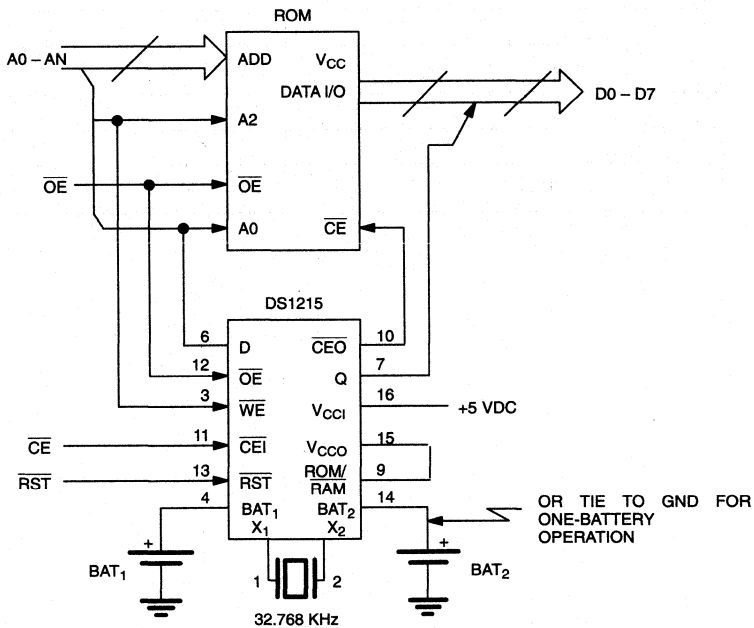 ROM
A0 – AN
ADD
VCC
DATA I/O
D0 – D7
A2
OE
OE
A0
CE
DS1215
6
D
CEO
10
12
OE
Q
7
3
WE
VCCI
16
+5 VDC
CE
11
CEI
VCCO
15
RST
13
RST
ROM/
RAM
9
4
BAT1
BAT2
14
X1
X2
OR TIE TO GND FOR
ONE-BATTERY
OPERATION
+
BAT1
1
2
+
BAT2
32.768 KHz